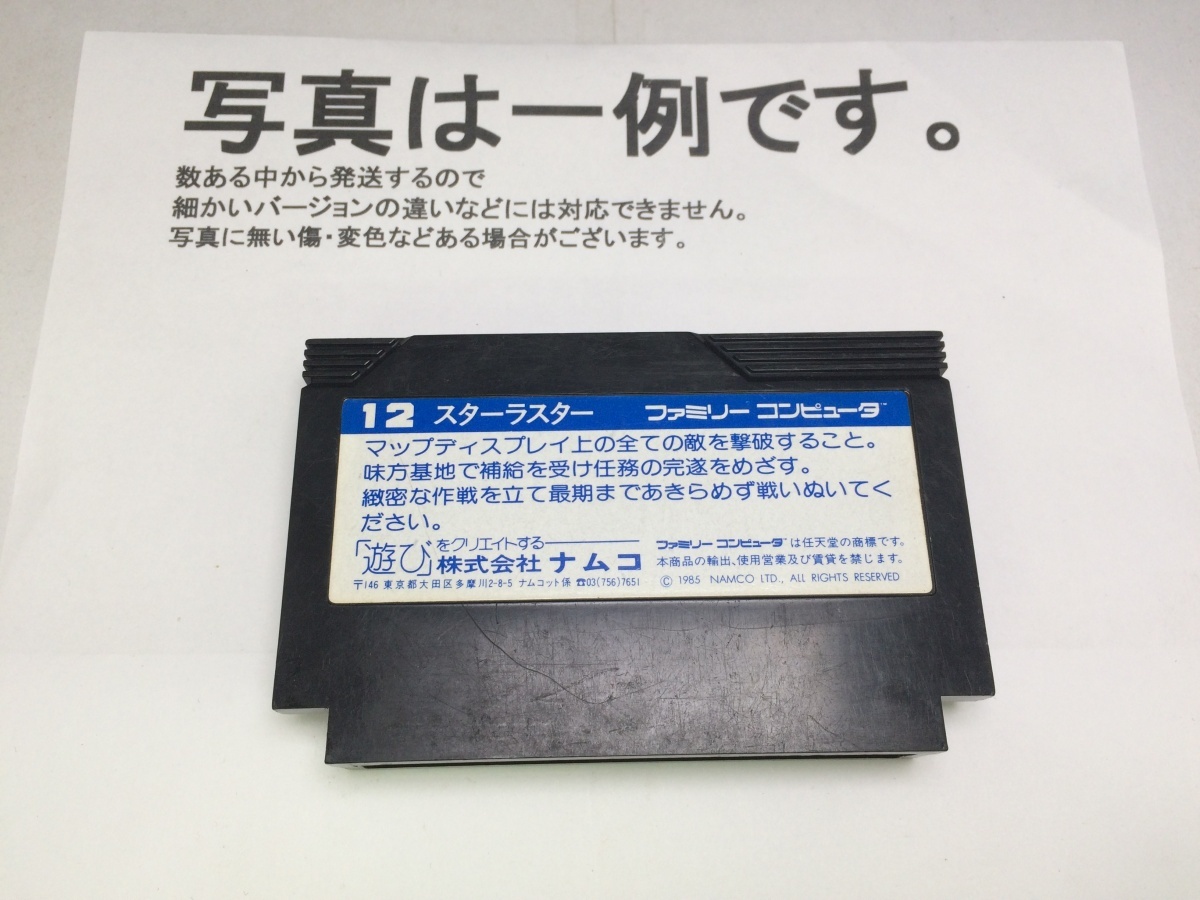 写真は一例です。
数ある中から発送するので
細かいバージョンの違いなどには対応できません。
写真に無い傷・変色などある場合がございます。
12 スターラスター ファミリー コンピュータ™
マップディスプレイ上の全ての敵を撃破すること。
味方基地で補給を受け任務の完遂をめざす。
緻密な作戦を立て最期まであきらめず戦いぬいてく
ださい。
「遊び」をクリエイトする
株式会社 ナムコ
〒146 東京都大田区多摩川2-8-5 ナムコット係 ☎03(756)7651
ファミリー コンピュータ™は任天堂の商標です。
本商品の輸出、使用営業及び賃貸を禁じます。
© 1985 NAMCO LTD., ALL RIGHTS RESERVED